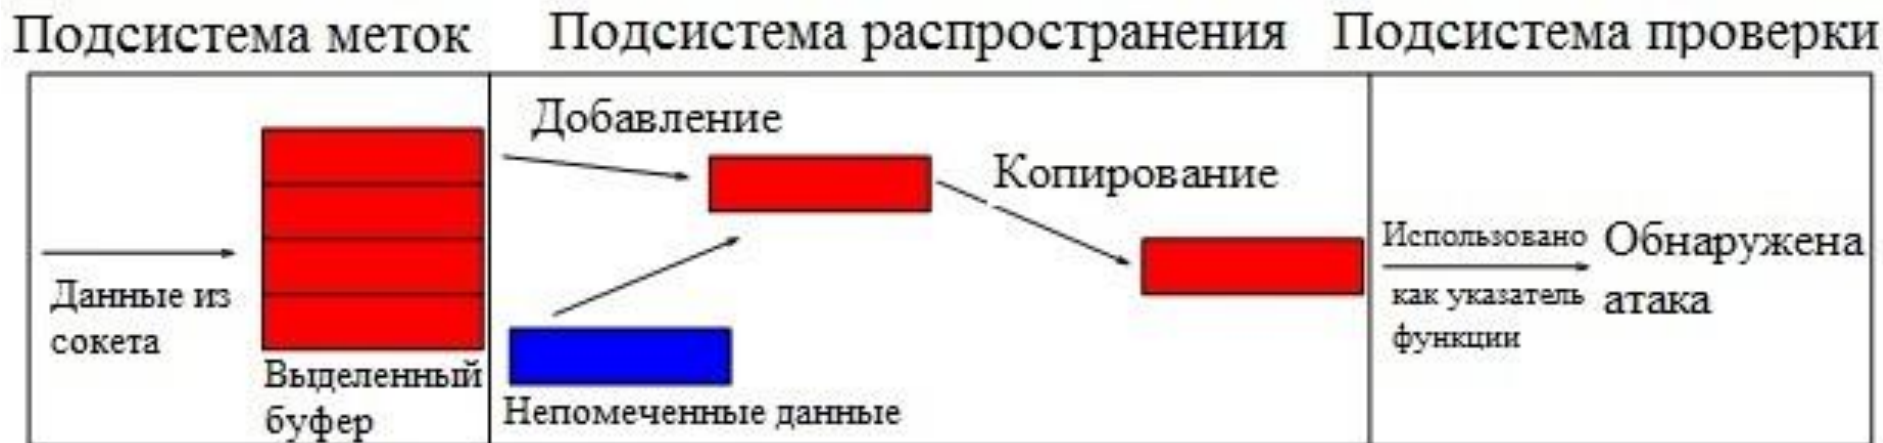 Подсистема меток
Подсистема распространения
Подсистема проверки
Данные из
сокета
Выделенный
буфер
Добавление
Непомеченные данные
Копирование
Использовано
как указатель
функции
Обнаружена
атака